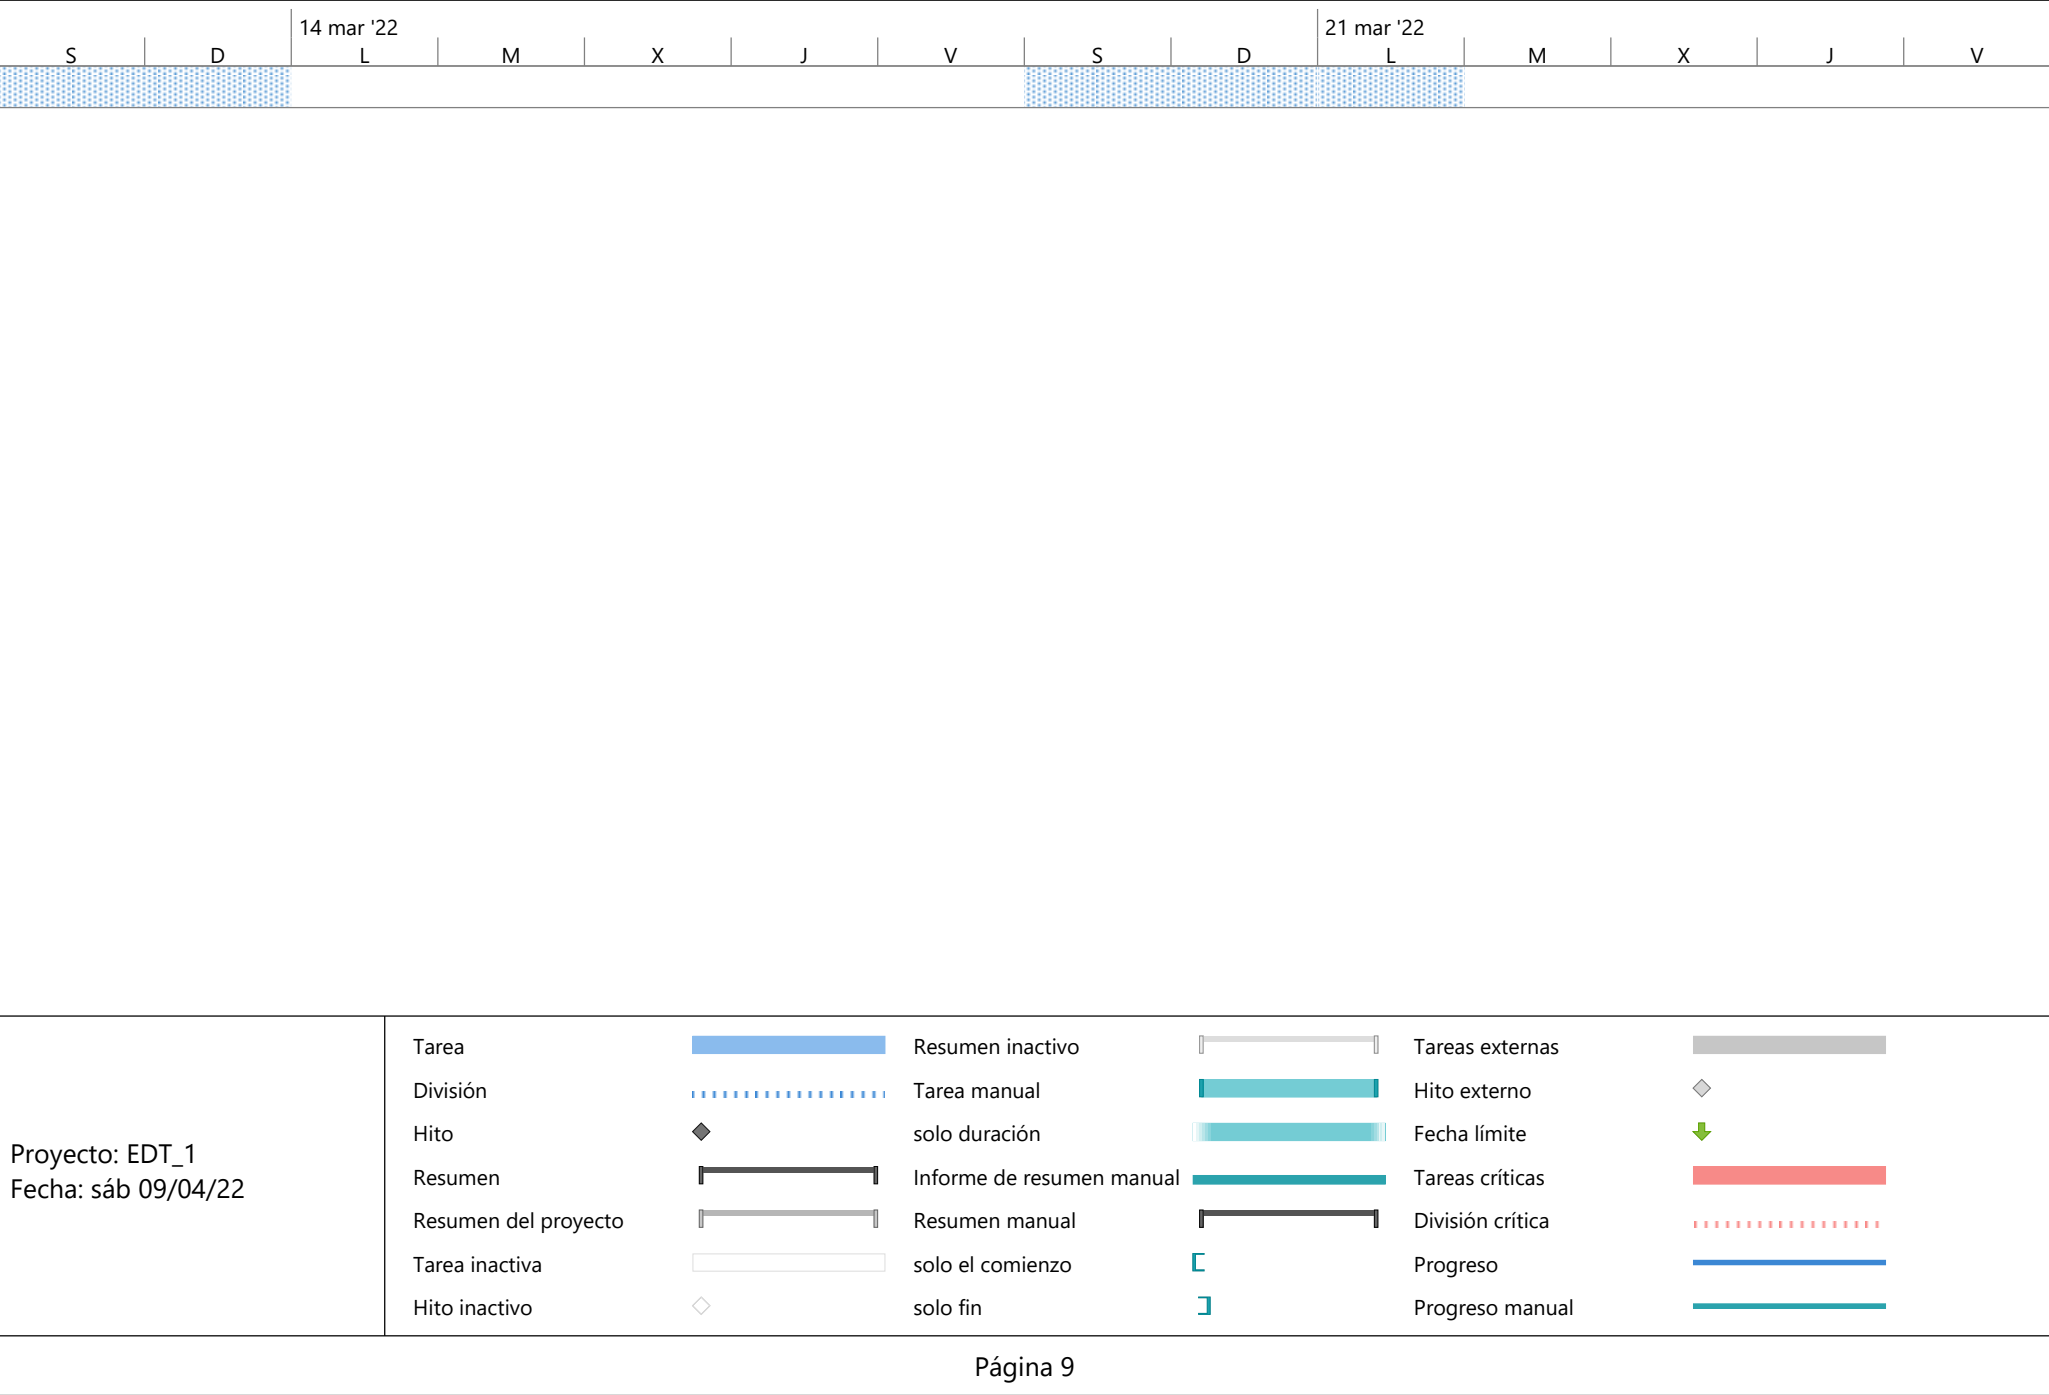 14 mar '22 21 mar '22
S D L M X J V S D L M X J V
Tarea Resumen inactivo Tareas externas
División Tarea manual Hito externo
Hito solo duración Fecha límite
Resumen Informe de resumen manual Tareas críticas
Resumen del proyecto Resumen manual División crítica
Tarea inactiva solo el comienzo Progreso
Hito inactivo solo fin Progreso manual
Proyecto: EDT_1
Fecha: sáb 09/04/22
Página 9